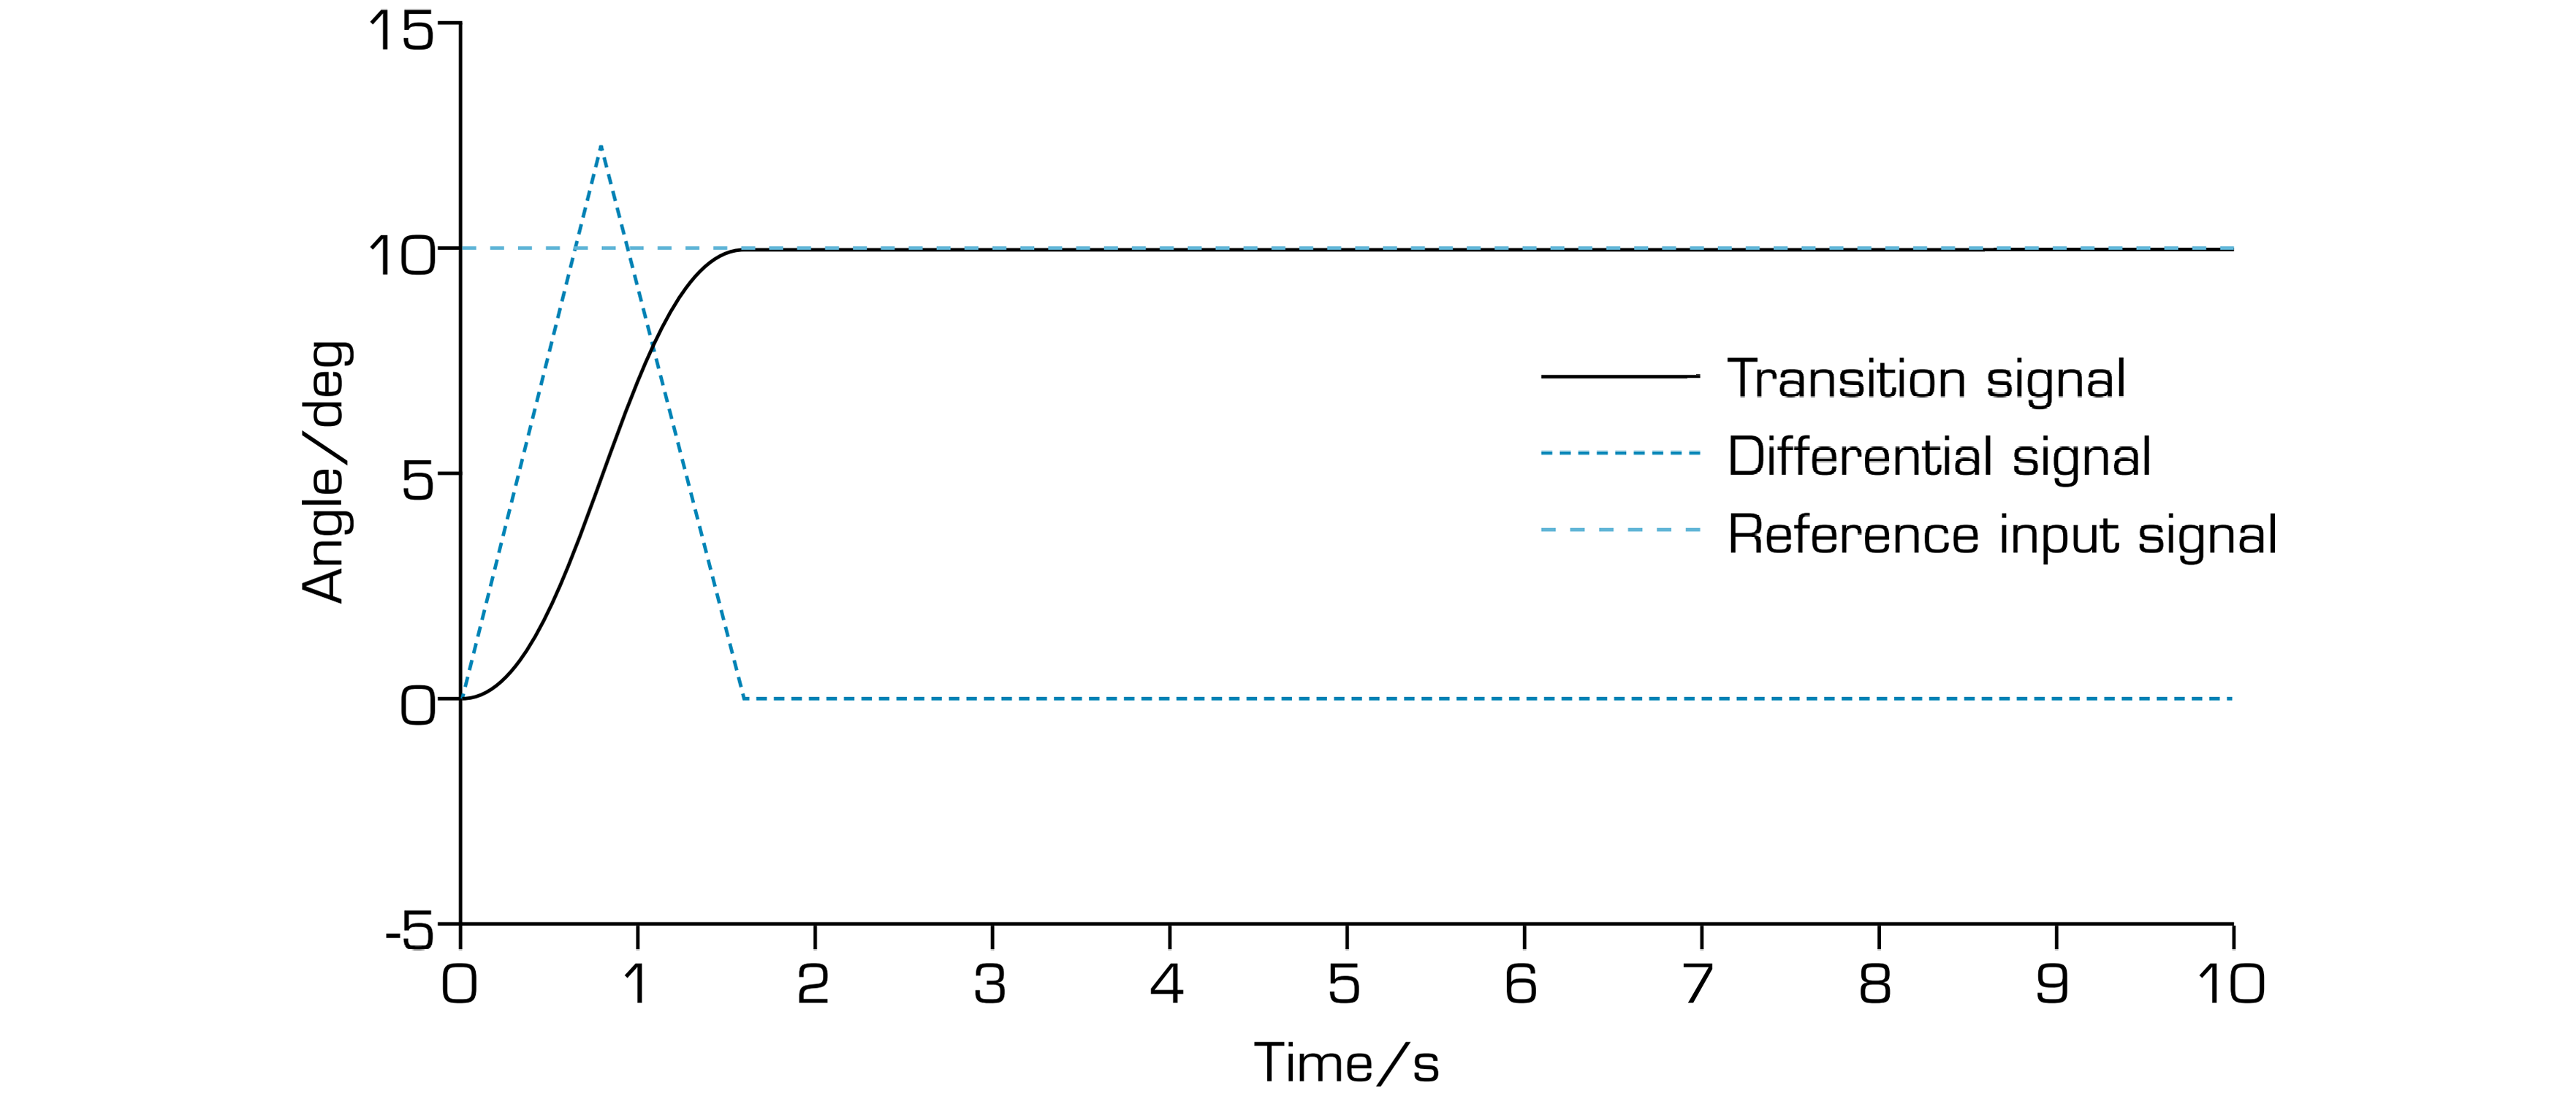 15
10
5
0
-5
Angle/deg
Transition signal
Differential signal
Reference input signal
0 1 2 3 4 5 6 7 8 9 10
Time/s